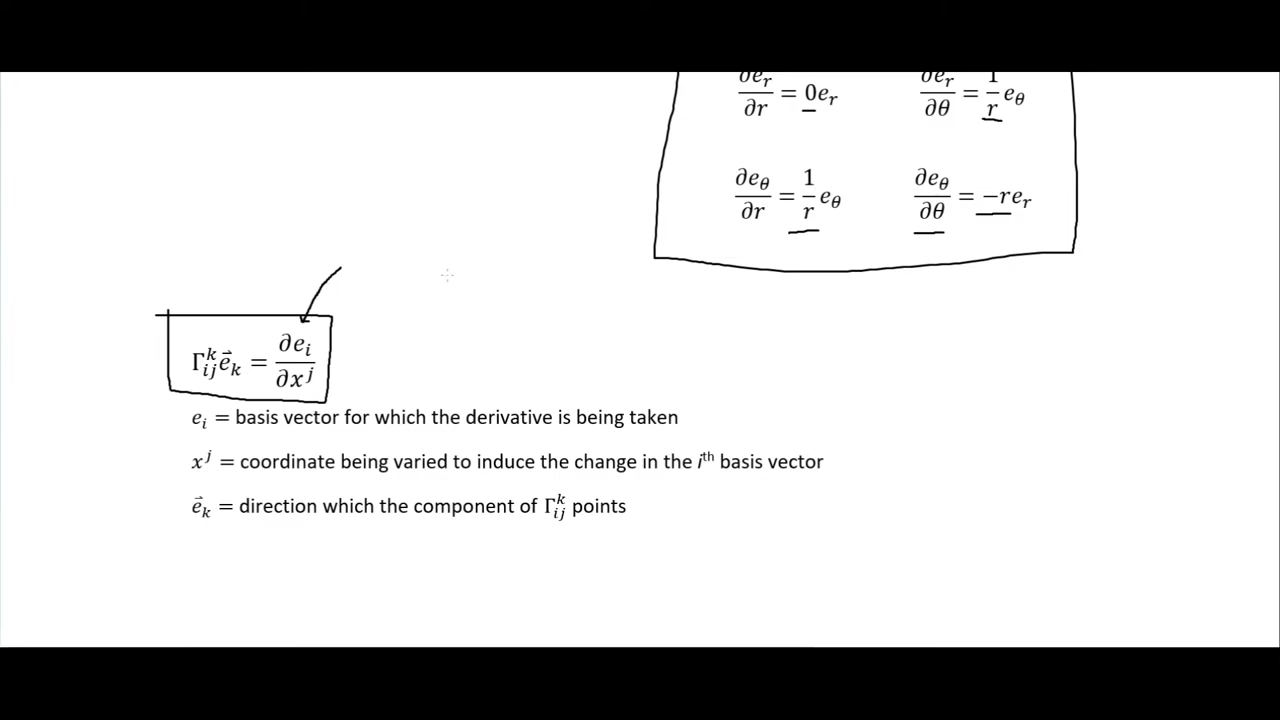 ∂e_r/∂r = 0e_r    ∂e_r/∂θ = 1/r e_θ
∂e_θ/∂r = 1/r e_θ    ∂e_θ/∂θ = −re_r
Γ^k_ij e⃗_k = ∂e_i/∂x^j
e_i = basis vector for which the derivative is being taken
x^j = coordinate being varied to induce the change in the i^th basis vector
e⃗_k = direction which the component of Γ^k_ij points